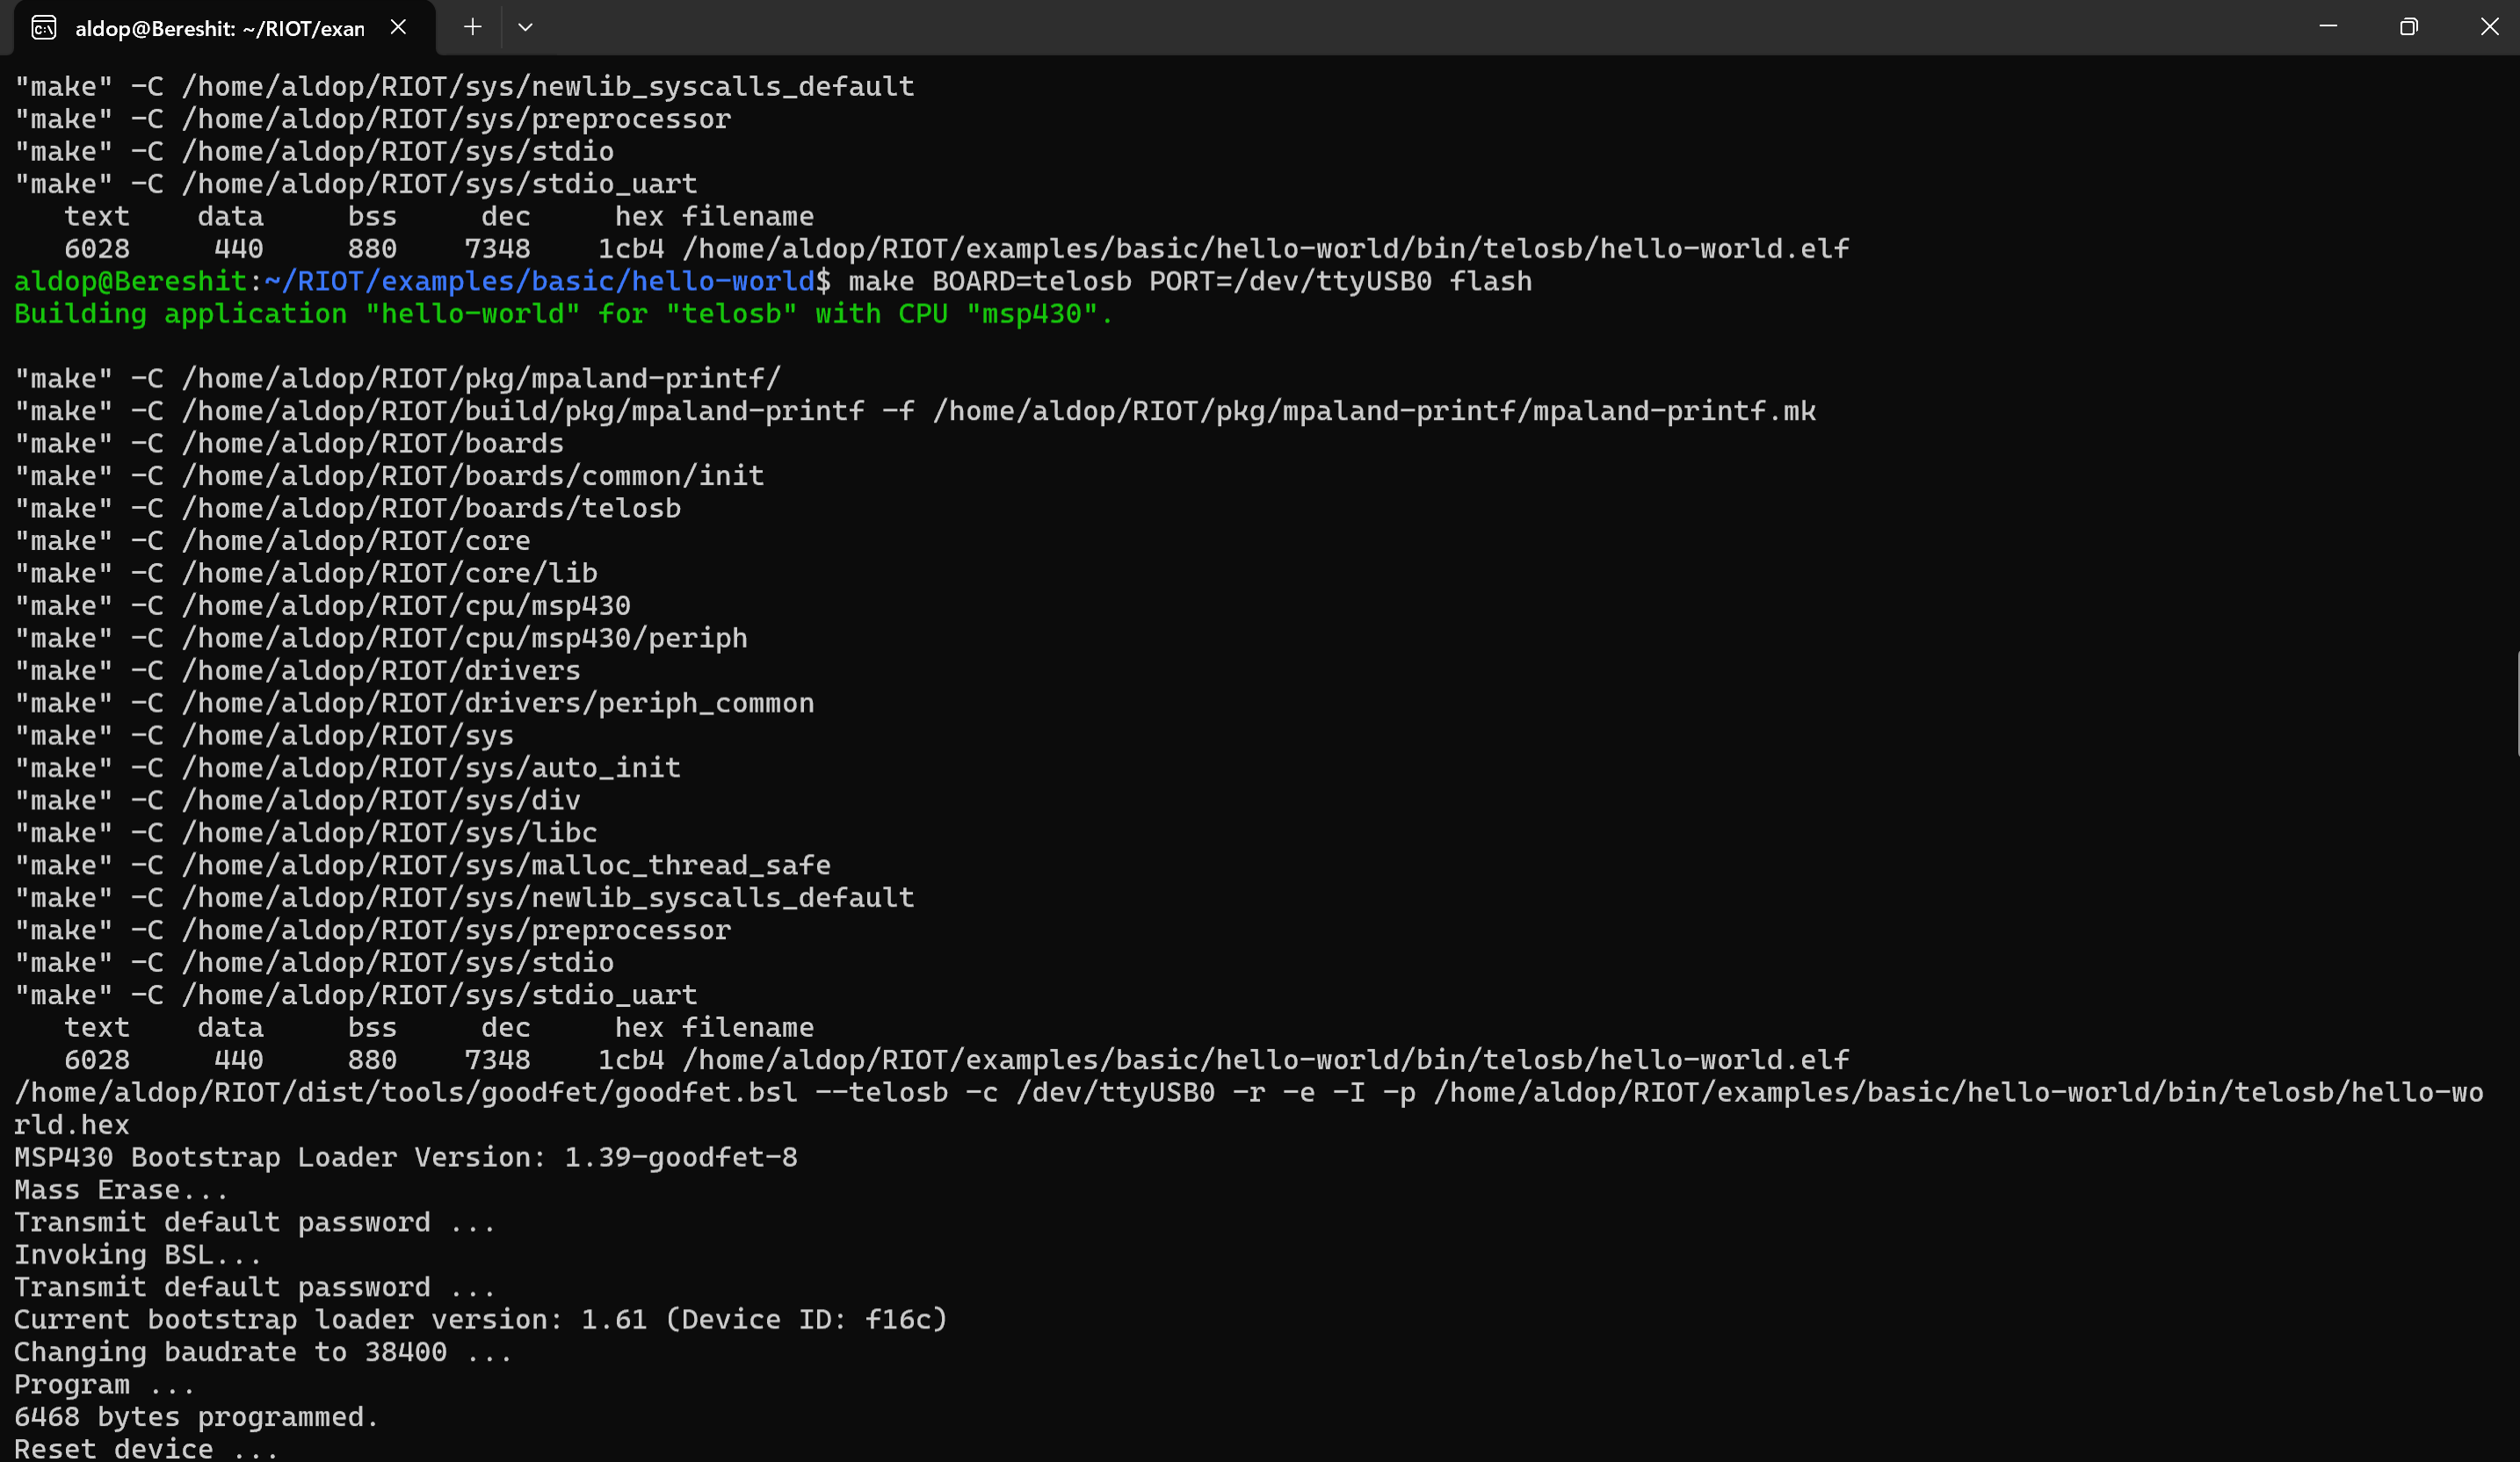 aldop@Bereshit: ~/RIOT/exan
"make" -C /home/aldop/RIOT/sys/newlib_syscalls_default
"make" -C /home/aldop/RIOT/sys/preprocessor
"make" -C /home/aldop/RIOT/sys/stdio
"make" -C /home/aldop/RIOT/sys/stdio_uart
   text    data     bss     dec     hex filename
   6028     440     880    7348    1cb4 /home/aldop/RIOT/examples/basic/hello-world/bin/telosb/hello-world.elf
aldop@Bereshit:~/RIOT/examples/basic/hello-world$ make BOARD=telosb PORT=/dev/ttyUSB0 flash
Building application "hello-world" for "telosb" with CPU "msp430".
"make" -C /home/aldop/RIOT/pkg/mpaland-printf/
"make" -C /home/aldop/RIOT/build/pkg/mpaland-printf -f /home/aldop/RIOT/pkg/mpaland-printf/mpaland-printf.mk
"make" -C /home/aldop/RIOT/boards
"make" -C /home/aldop/RIOT/boards/common/init
"make" -C /home/aldop/RIOT/boards/telosb
"make" -C /home/aldop/RIOT/core
"make" -C /home/aldop/RIOT/core/lib
"make" -C /home/aldop/RIOT/cpu/msp430
"make" -C /home/aldop/RIOT/cpu/msp430/periph
"make" -C /home/aldop/RIOT/drivers
"make" -C /home/aldop/RIOT/drivers/periph_common
"make" -C /home/aldop/RIOT/sys
"make" -C /home/aldop/RIOT/sys/auto_init
"make" -C /home/aldop/RIOT/sys/div
"make" -C /home/aldop/RIOT/sys/libc
"make" -C /home/aldop/RIOT/sys/malloc_thread_safe
"make" -C /home/aldop/RIOT/sys/newlib_syscalls_default
"make" -C /home/aldop/RIOT/sys/preprocessor
"make" -C /home/aldop/RIOT/sys/stdio
"make" -C /home/aldop/RIOT/sys/stdio_uart
   text    data     bss     dec     hex filename
   6028     440     880    7348    1cb4 /home/aldop/RIOT/examples/basic/hello-world/bin/telosb/hello-world.elf
/home/aldop/RIOT/dist/tools/goodfet/goodfet.bsl --telosb -c /dev/ttyUSB0 -r -e -I -p /home/aldop/RIOT/examples/basic/hello-world/bin/telosb/hello-wo
rld.hex
MSP430 Bootstrap Loader Version: 1.39-goodfet-8
Mass Erase...
Transmit default password ...
Invoking BSL...
Transmit default password ...
Current bootstrap loader version: 1.61 (Device ID: f16c)
Changing baudrate to 38400 ...
Program ...
6468 bytes programmed.
Reset device ...